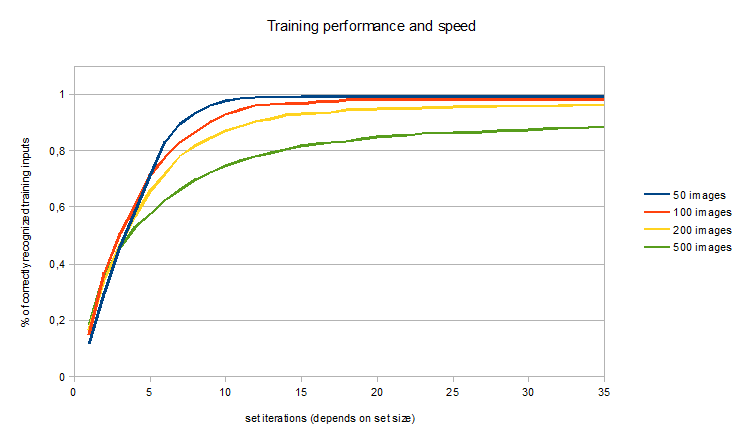 Training performance and speed
% of correctly recognized training inputs
1
0,8
0,6
0,4
0,2
0
0 5 10 15 20 25 30 35
set iterations (depends on set size)
50 images
100 images
200 images
500 images